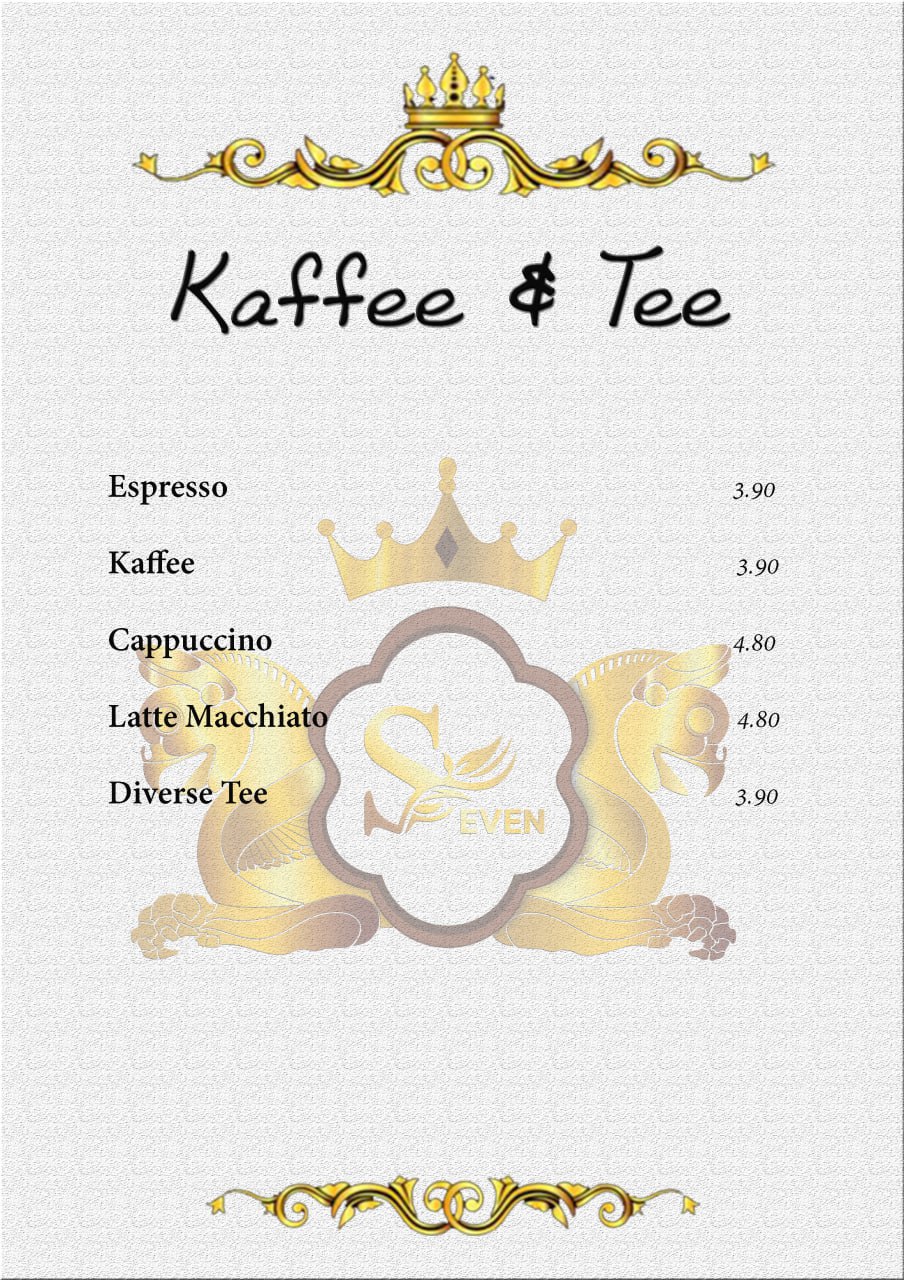 Kaffee & Tee
Espresso 3.90
Kaffee 3.90
Cappuccino 4.80
Latte Macchiato 4.80
Diverse Tee 3.90
SEVEN